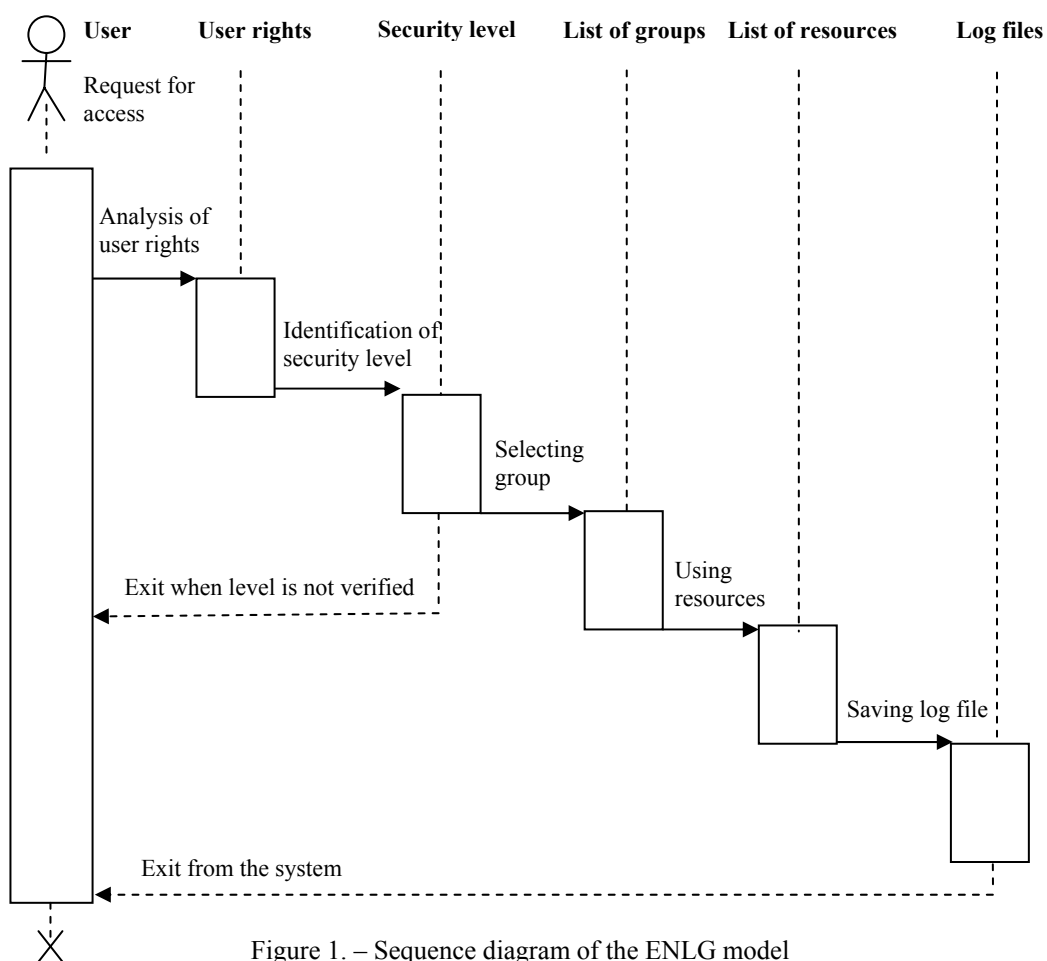 User User rights Security level List of groups List of resources Log files
Request for
access
Analysis of
user rights
Identification of
security level
Selecting
group
Exit when level is not verified
Using
resources
Saving log file
Exit from the system
Figure 1. – Sequence diagram of the ENLG model